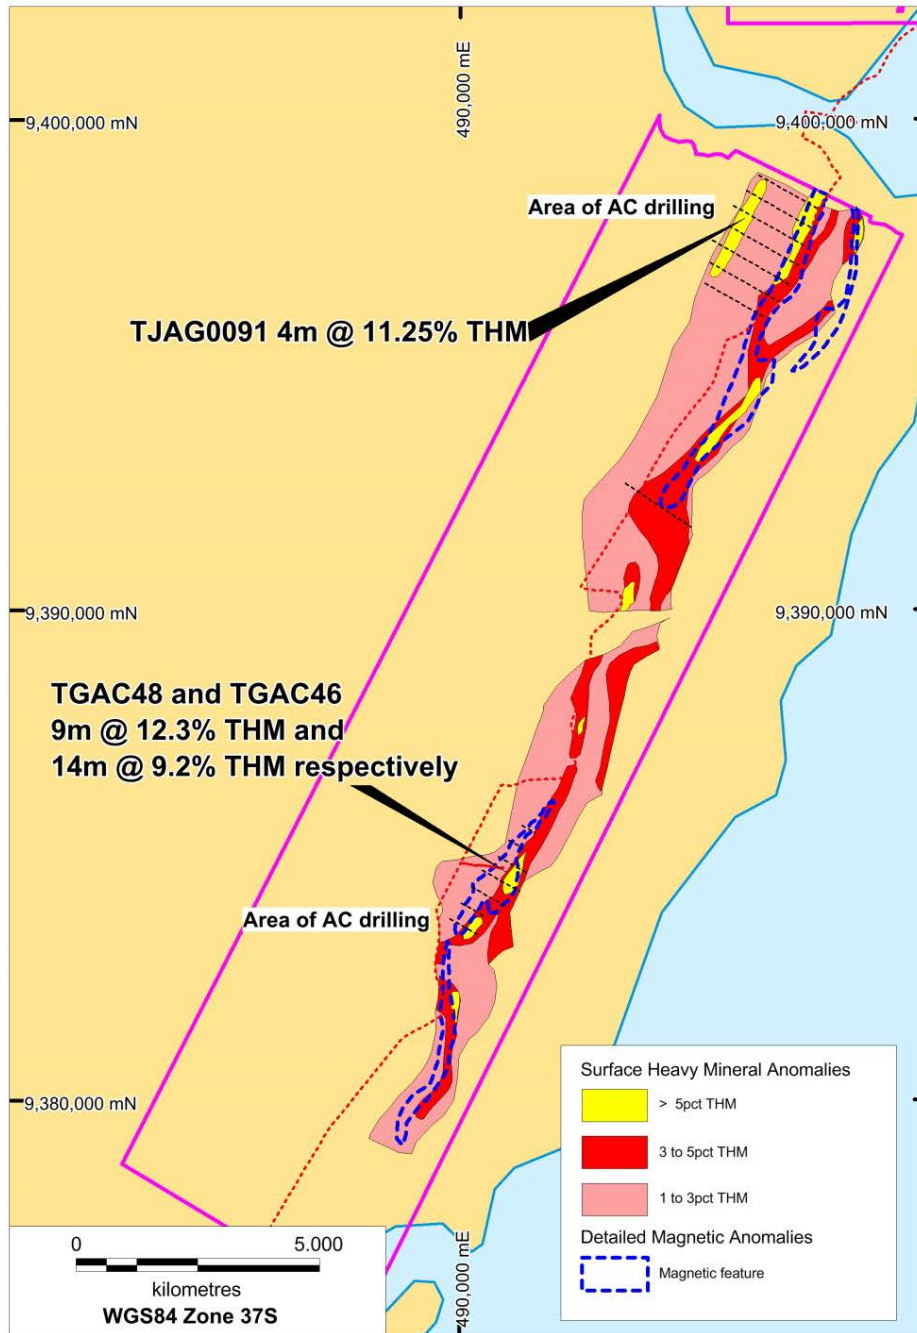 490,000 mE
9,400,000 mN
9,400,000 mN
Area of AC drilling
TJAG0091 4m @ 11.25% THM
9,390,000 mN
9,390,000 mN
TGAC48 and TGAC46
9m @ 12.3% THM and
14m @ 9.2% THM respectively
Area of AC drilling
9,380,000 mN
Surface Heavy Mineral Anomalies
> 5pct THM
3 to 5pct THM
1 to 3pct THM
Detailed Magnetic Anomalies
Magnetic feature
0 5.000
kilometres
WGS84 Zone 37S
490,000 mE